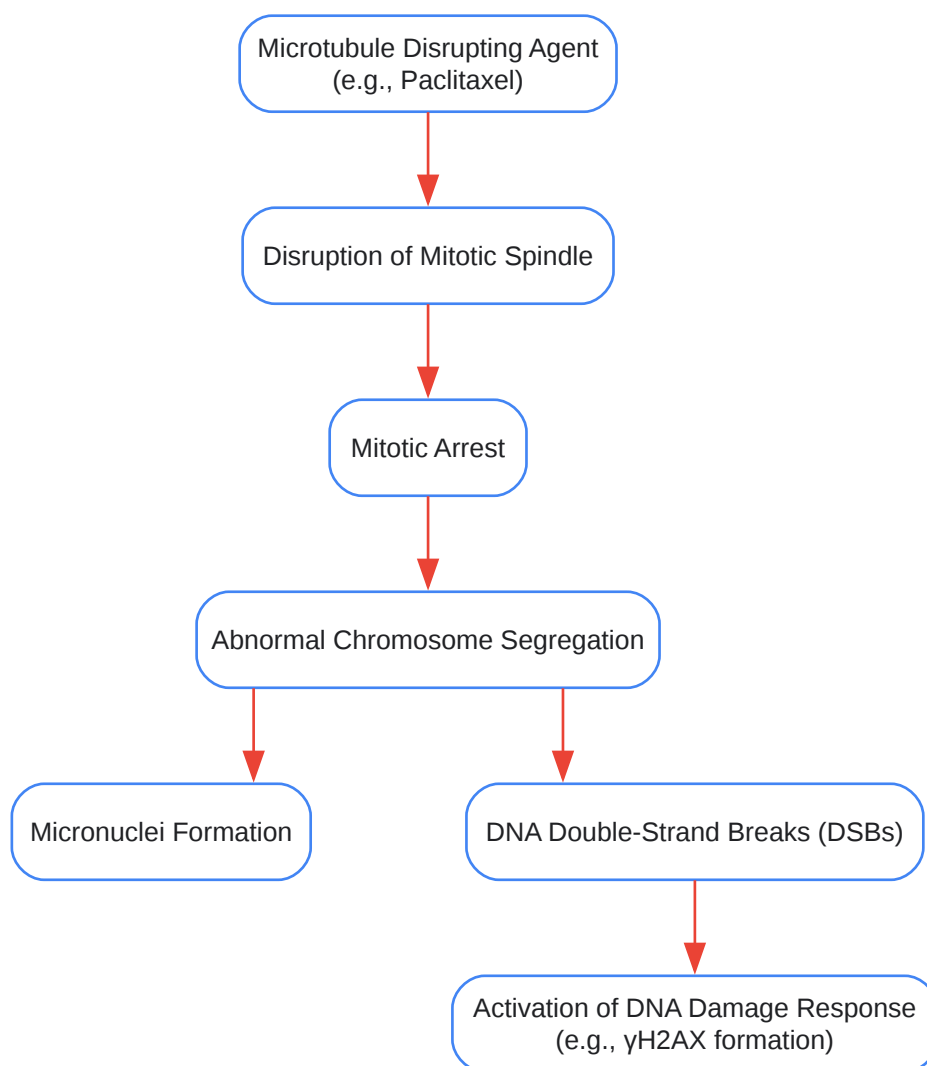 Microtubule Disrupting Agent
(e.g., Paclitaxel)
Disruption of Mitotic Spindle
Mitotic Arrest
Abnormal Chromosome Segregation
Micronuclei Formation
DNA Double-Strand Breaks (DSBs)
Activation of DNA Damage Response
(e.g., γH2AX formation)